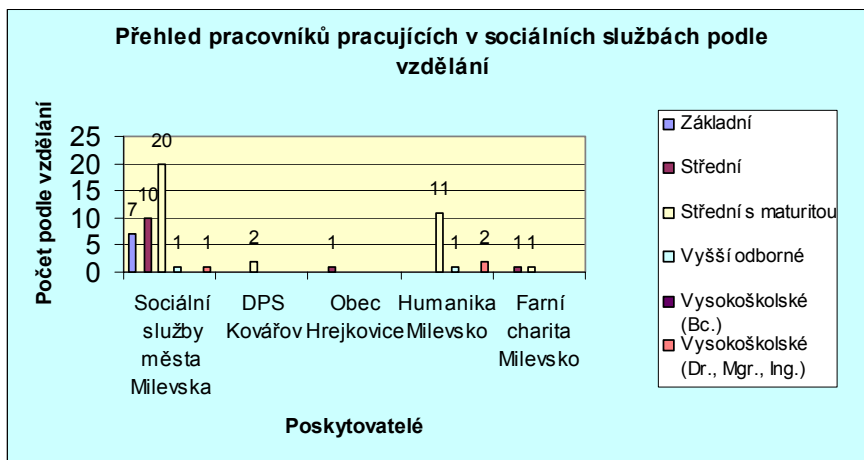 Přehled pracovníků pracujících v sociálních službách podle
vzdělání
Počet podle vzdělání
25
20
15
10
5
0
7
10
20
1
1
2
1
11
1
2
1
1
Sociální
služby
města
Milevska
DPS
Kovářov
Obec
Hrejkovice
Humanika
Milevsko
Farní
charita
Milevsko
Poskytovatelé
Základní
Střední
Střední s maturitou
Vyšší odborné
Vysokoškolské
(Bc.)
Vysokoškolské
(Dr., Mgr., Ing.)